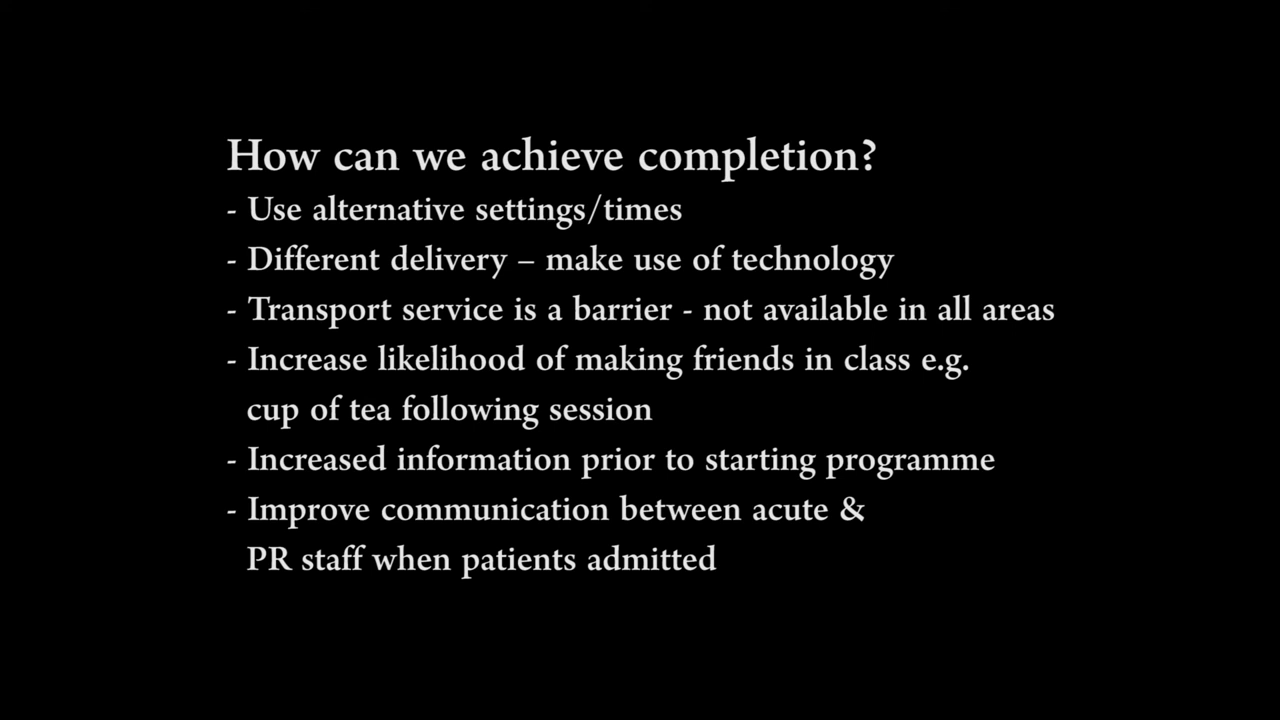 How can we achieve completion?
- Use alternative settings/times
- Different delivery – make use of technology
- Transport service is a barrier - not available in all areas
- Increase likelihood of making friends in class e.g.
cup of tea following session
- Increased information prior to starting programme
- Improve communication between acute &
PR staff when patients admitted